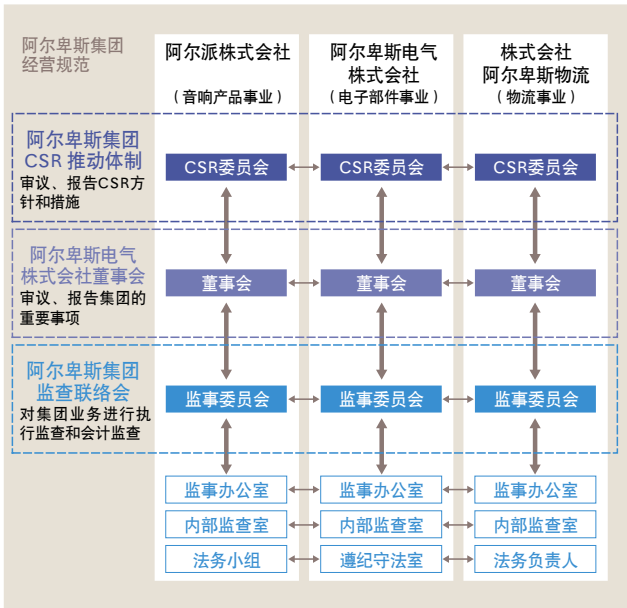 阿尔卑斯集团
经营规范
阿尔派株式会社
（音响产品事业）
阿尔卑斯电气
株式会社
（电子部件事业）
株式会社
阿尔卑斯物流
（物流事业）
阿尔卑斯集团
CSR 推动体制
审议、报告CSR方
针和措施
CSR委员会
CSR委员会
CSR委员会
阿尔卑斯电气
株式会社董事会
审议、报告集团的
重要事项
董事会
董事会
董事会
阿尔卑斯集团
监查联络会
对集团业务进行执
行监查和会计监查
监事委员会
监事委员会
监事委员会
监事办公室
监事办公室
监事办公室
内部监查室
内部监查室
内部监查室
法务小组
遵纪守法室
法务负责人